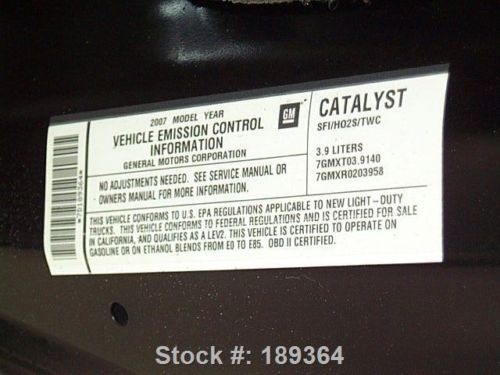 2007 MODEL YEAR
VEHICLE EMISSION CONTROL
INFORMATION
GENERAL MOTORS CORPORATION
GM
CATALYST
SFI/HO2S/TWC
3.9 LITERS
7GMXT03.9140
7GMXR0203958
NO ADJUSTMENTS NEEDED. SEE SERVICE MANUAL OR
OWNERS MANUAL FOR MORE INFORMATION.
THIS VEHICLE CONFORMS TO U.S. EPA REGULATIONS APPLICABLE TO NEW LIGHT-DUTY
TRUCKS. THIS VEHICLE CONFORMS TO FEDERAL REGULATIONS AND IS CERTIFIED FOR SALE
IN CALIFORNIA, AND QUALIFIES AS A LEV2. THIS VEHICLE IS CERTIFIED TO OPERATE ON
GASOLINE OR ON ETHANOL BLENDS FROM E0 TO E85. OBD II CERTIFIED.
Stock #: 189364